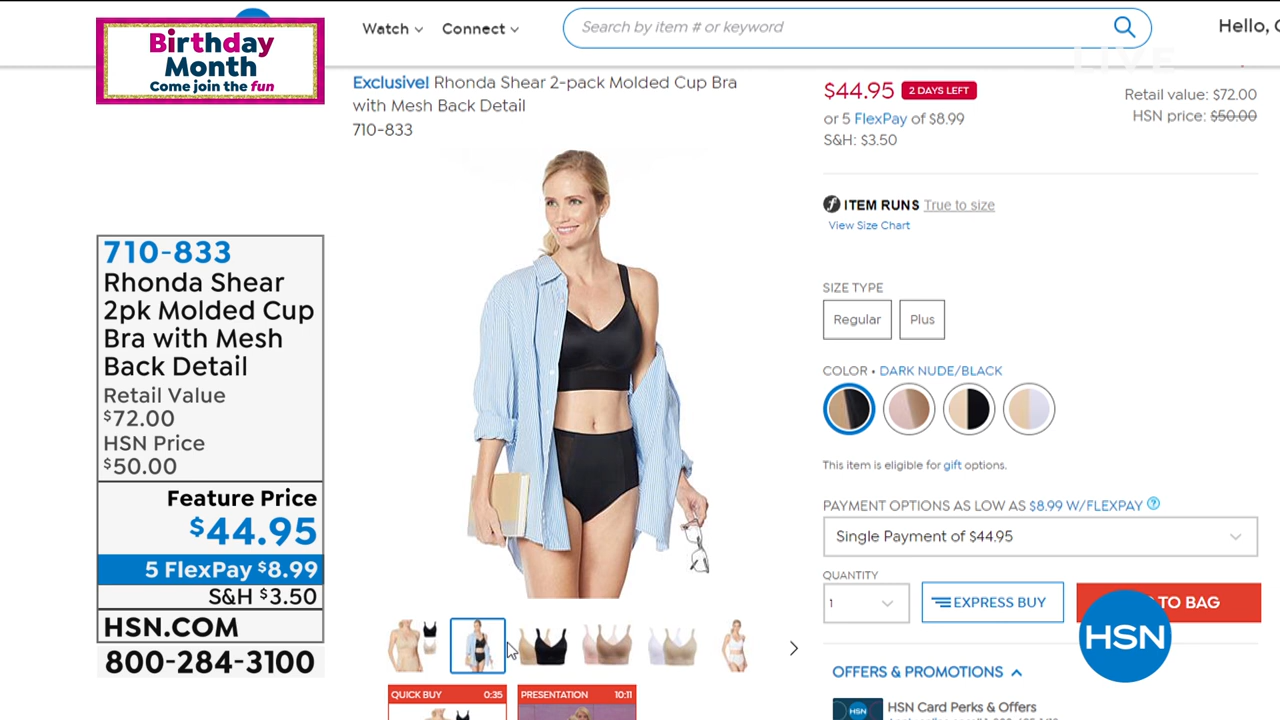 Birthday
Month
Come join the fun
Watch
Connect
Search by item # or keyword
Hello,
LIVE
Exclusive! Rhonda Shear 2-pack Molded Cup Bra
with Mesh Back Detail
710-833
$44.95
2 DAYS LEFT
or 5 FlexPay of $8.99
S&H: $3.50
Retail value: $72.00
HSN price: $50.00
ITEM RUNS True to size
View Size Chart
SIZE TYPE
Regular
Plus
COLOR • DARK NUDE/BLACK
This item is eligible for gift options.
PAYMENT OPTIONS AS LOW AS $8.99 W/FLEXPAY ?
Single Payment of $44.95
QUANTITY
1
EXPRESS BUY
TO BAG
HSN
OFFERS & PROMOTIONS
HSN
HSN Card Perks & Offers
710-833
Rhonda Shear
2pk Molded Cup
Bra with Mesh
Back Detail
Retail Value
$72.00
HSN Price
$50.00
Feature Price
$44.95
5 FlexPay $8.99
S&H $3.50
HSN.COM
800-284-3100
QUICK BUY 0:35
PRESENTATION 10:11